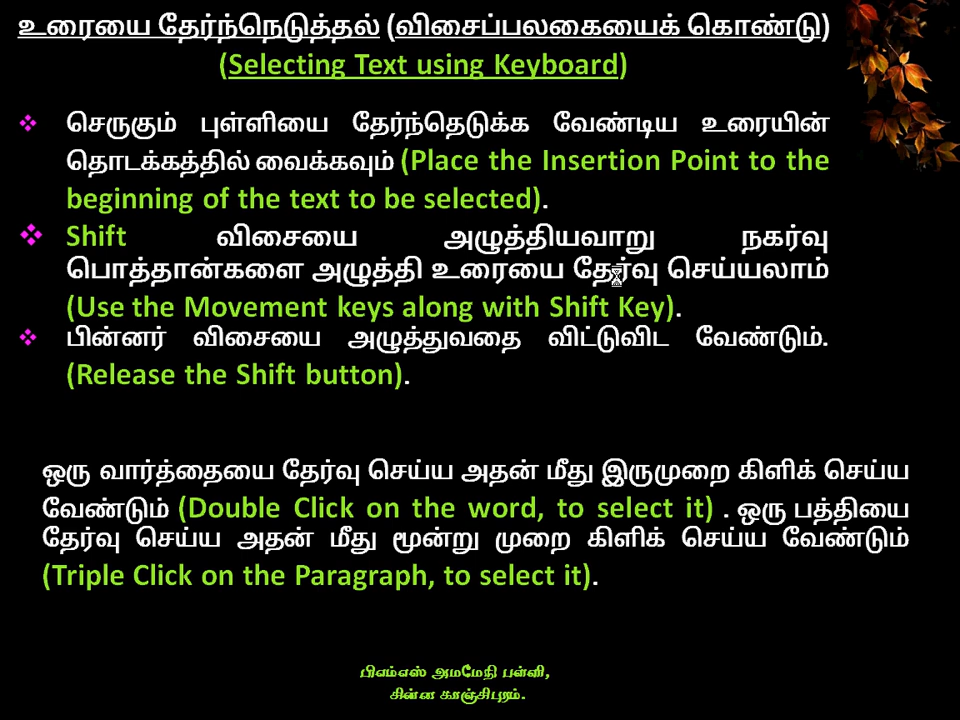 உரையை தேர்ந்நெடுத்தல் (விசைப்பலகையைக் கொண்டு)
(Selecting Text using Keyboard)
❖ செருகும் புள்ளியை தேர்ந்தெடுக்க வேண்டிய உரையின்
தொடக்கத்தில் வைக்கவும் (Place the Insertion Point to the
beginning of the text to be selected).
❖ Shift விசையை அழுத்தியவாறு நகர்வு
பொத்தான்களை அழுத்தி உரையை தேர்வு செய்யலாம்
(Use the Movement keys along with Shift Key).
❖ பின்னர் விசையை அழுத்துவதை விட்டுவிட வேண்டும்.
(Release the Shift button).
ஒரு வார்த்தையை தேர்வு செய்ய அதன் மீது இருமுறை கிளிக் செய்ய
வேண்டும் (Double Click on the word, to select it) . ஒரு பத்தியை
தேர்வு செய்ய அதன் மீது மூன்று முறை கிளிக் செய்ய வேண்டும்
(Triple Click on the Paragraph, to select it).
பிஎம்எஸ் அமமேநி பள்ளி,
சின்ன காஞ்சிபுரம்.